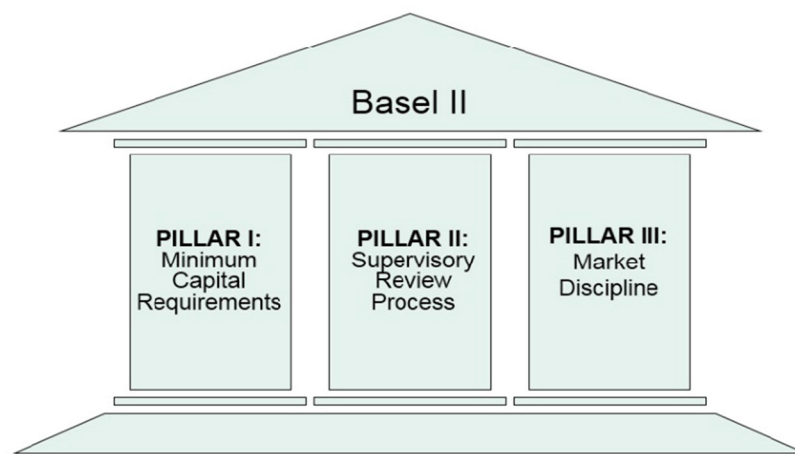 Basel II
PILLAR I:
Minimum
Capital
Requirements
PILLAR II:
Supervisory
Review
Process
PILLAR III:
Market
Discipline